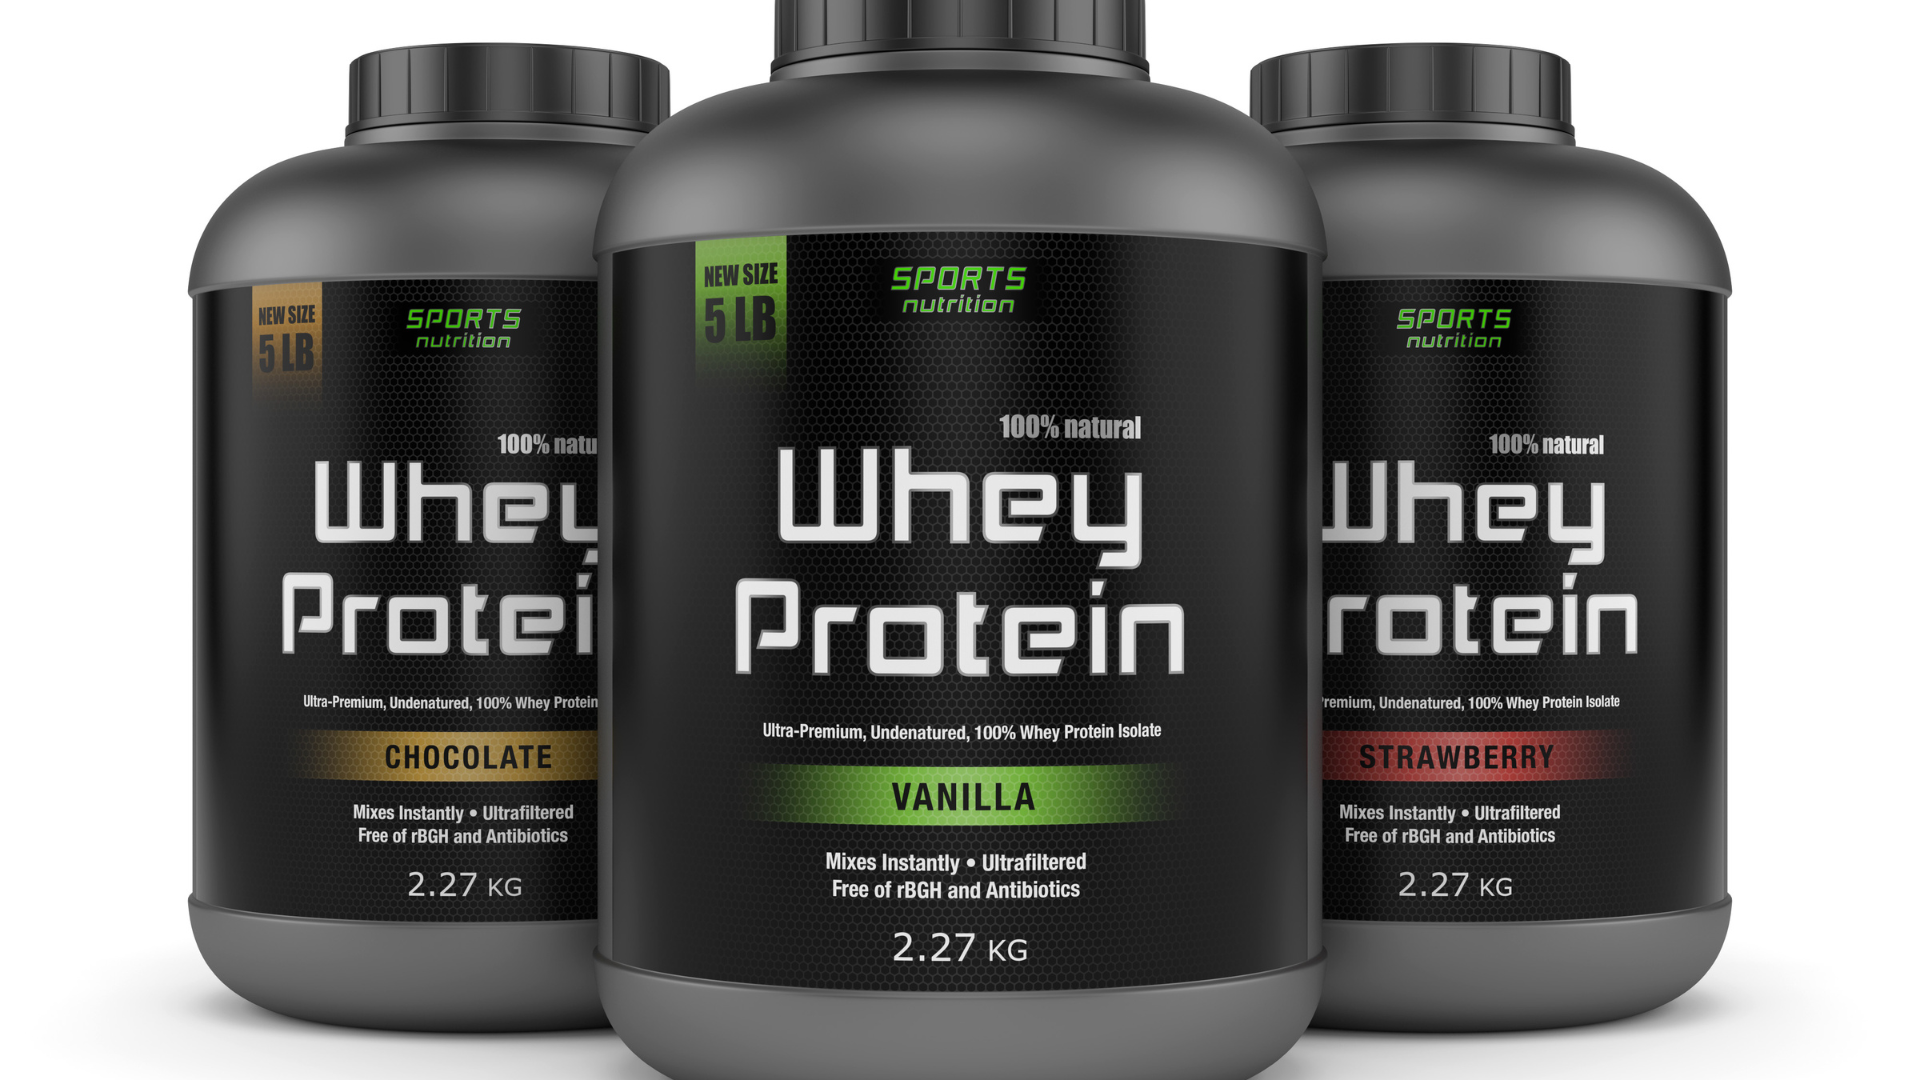 NEW SIZE
5 LB
SPORTS
nutrition
100% natu
Whey
Protei
Ultra-Premium, Undenatured, 100% Whey Protein
CHOCOLATE
Mixes Instantly • Ultrafiltered
Free of rBGH and Antibiotics
2.27 KG
NEW SIZE
5 LB
SPORTS
nutrition
100% natural
Whey
Protein
Ultra-Premium, Undenatured, 100% Whey Protein Isolate
VANILLA
Mixes Instantly • Ultrafiltered
Free of rBGH and Antibiotics
2.27 KG
SPORTS
nutrition
100% natural
Whey
rotein
Premium, Undenatured, 100% Whey Protein Isolate
STRAWBERRY
Mixes Instantly • Ultrafiltered
Free of rBGH and Antibiotics
2.27 KG